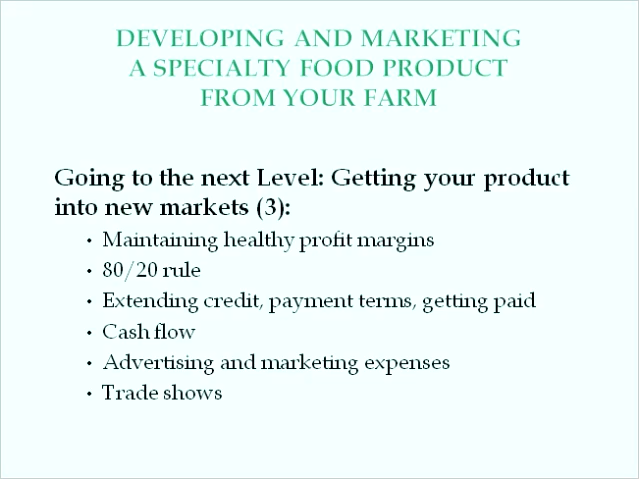 DEVELOPING AND MARKETING
A SPECIALTY FOOD PRODUCT
FROM YOUR FARM
Going to the next Level: Getting your product
into new markets (3):
• Maintaining healthy profit margins
• 80/20 rule
• Extending credit, payment terms, getting paid
• Cash flow
• Advertising and marketing expenses
• Trade shows